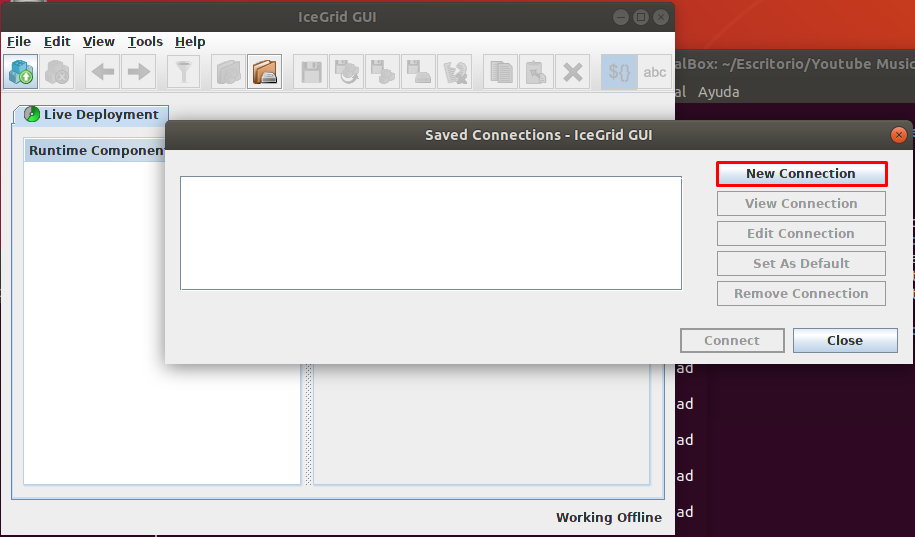 IceGrid GUI
File Edit View Tools Help
${} abc
alBox: ~/Escritorio/Youtube Music
al Ayuda
Live Deployment
Runtime Componen
Saved Connections - IceGrid GUI
New Connection
View Connection
Edit Connection
Set As Default
Remove Connection
Connect Close
ad
ad
ad
ad
ad
Working Offline